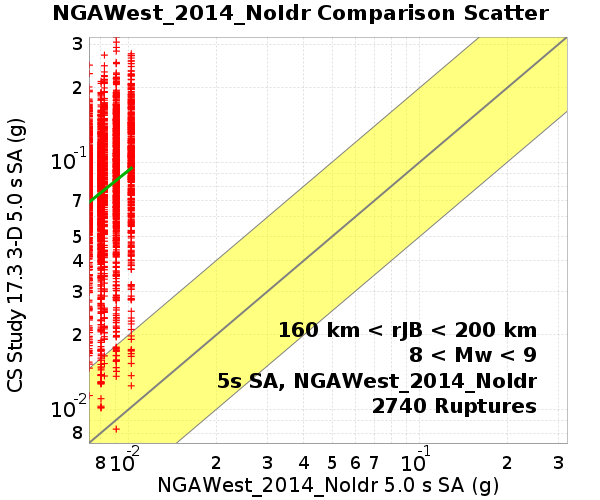 NGAWest_2014_NoIdr Comparison Scatter
CS Study 17.3 3-D 5.0 s SA (g)
3
2
10^-1
7
5
4
3
2
10^-2
8
160 km < rJB < 200 km
8 < Mw < 9
5s SA, NGAWest_2014_NoIdr
2740 Ruptures
8 10^-2 2 3 4 5 6 7 10^-1 2 3
NGAWest_2014_NoIdr 5.0 s SA (g)